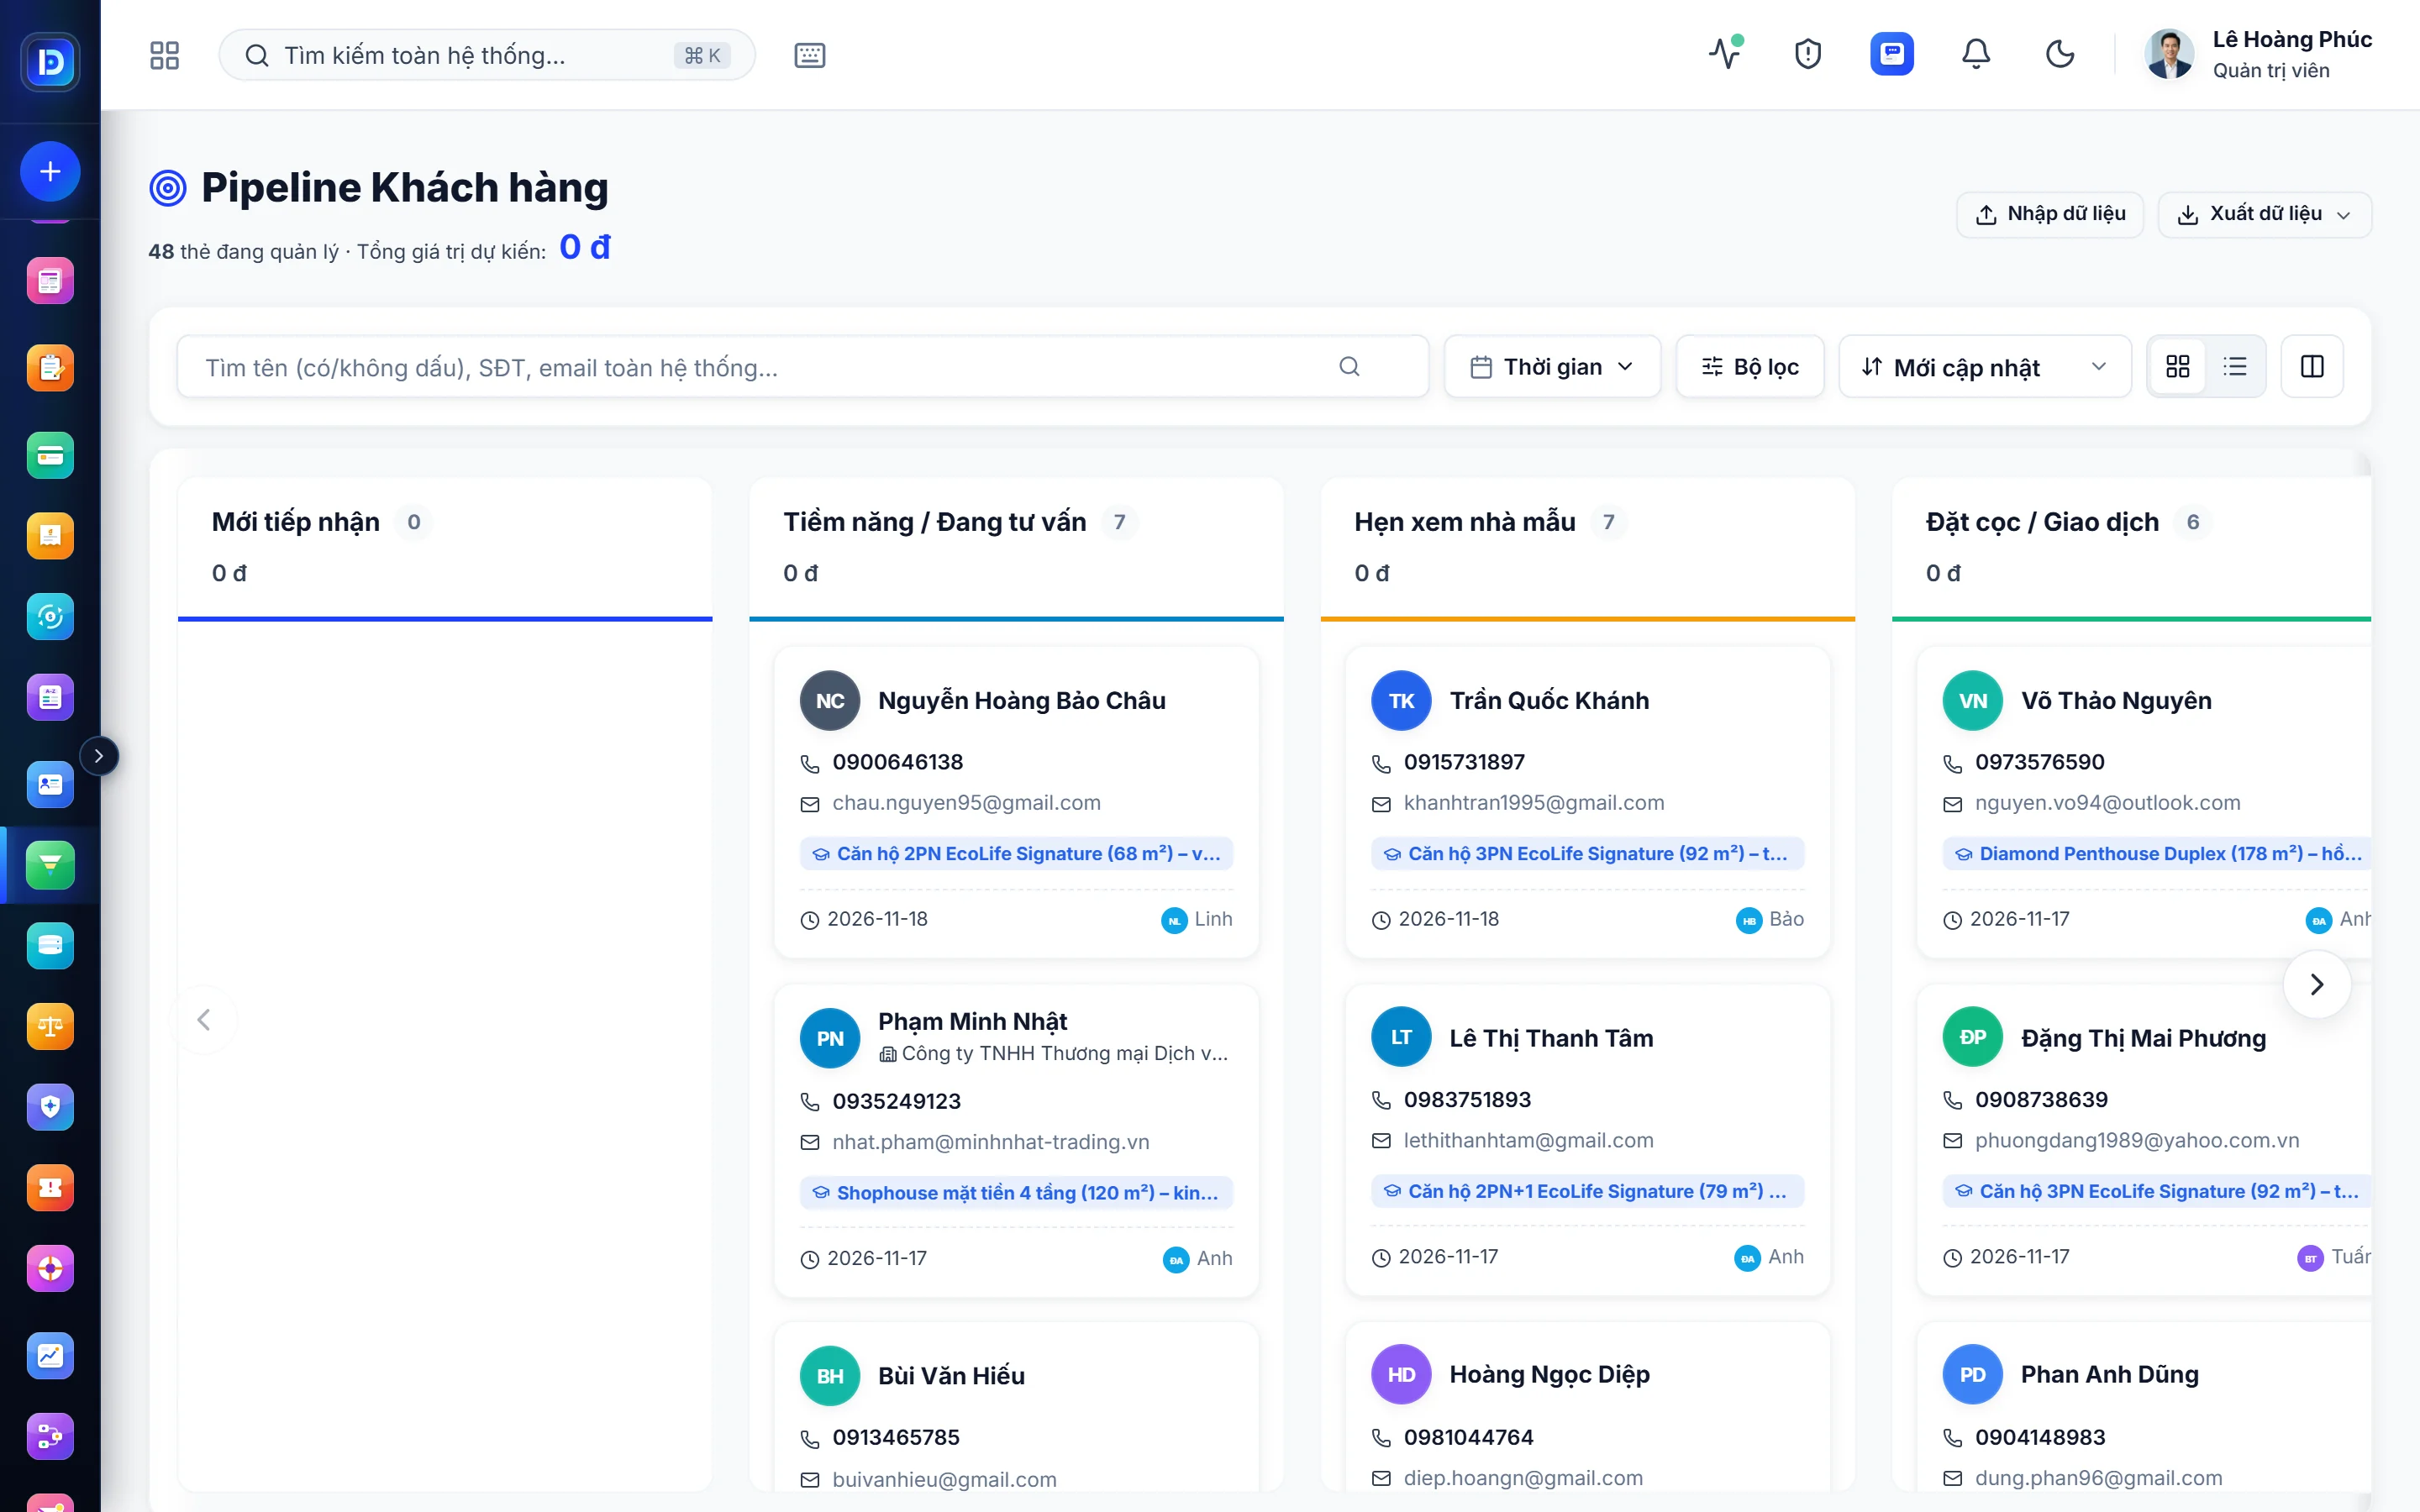 Tìm kiếm toàn hệ thống...
⌘ K
Lê Hoàng Phúc
Quản trị viên
Pipeline Khách hàng
48 thẻ đang quản lý · Tổng giá trị dự kiến: 0 đ
Nhập dữ liệu
Xuất dữ liệu
Tìm tên (có/không dấu), SĐT, email toàn hệ thống...
Thời gian
Bộ lọc
Mới cập nhật
Mới tiếp nhận 0
0 đ
Tiềm năng / Đang tư vấn 7
0 đ
NC Nguyễn Hoàng Bảo Châu
0900646138
chau.nguyen95@gmail.com
Căn hộ 2PN EcoLife Signature (68 m²) – v...
2026-11-18
NL Linh
PN Phạm Minh Nhật
Công ty TNHH Thương mại Dịch v...
0935249123
nhat.pham@minhnhat-trading.vn
Shophouse mặt tiền 4 tầng (120 m²) – kin...
2026-11-17
ĐA Anh
BH Bùi Văn Hiếu
0913465785
buivanhieu@gmail.com
Hẹn xem nhà mẫu 7
0 đ
TK Trần Quốc Khánh
0915731897
khanhtran1995@gmail.com
Căn hộ 3PN EcoLife Signature (92 m²) – t...
2026-11-18
HB Bảo
LT Lê Thị Thanh Tâm
0983751893
lethithanhtam@gmail.com
Căn hộ 2PN+1 EcoLife Signature (79 m²) ...
2026-11-17
ĐA Anh
HD Hoàng Ngọc Diệp
0981044764
diep.hoangn@gmail.com
Đặt cọc / Giao dịch 6
0 đ
VN Võ Thảo Nguyên
0973576590
nguyen.vo94@outlook.com
Diamond Penthouse Duplex (178 m²) – hồ...
2026-11-17
ĐA Anh
ĐP Đặng Thị Mai Phương
0908738639
phuongdang1989@yahoo.com.vn
Căn hộ 3PN EcoLife Signature (92 m²) – t...
2026-11-17
BT Tuấn
PD Phan Anh Dũng
0904148983
dung.phan96@gmail.com